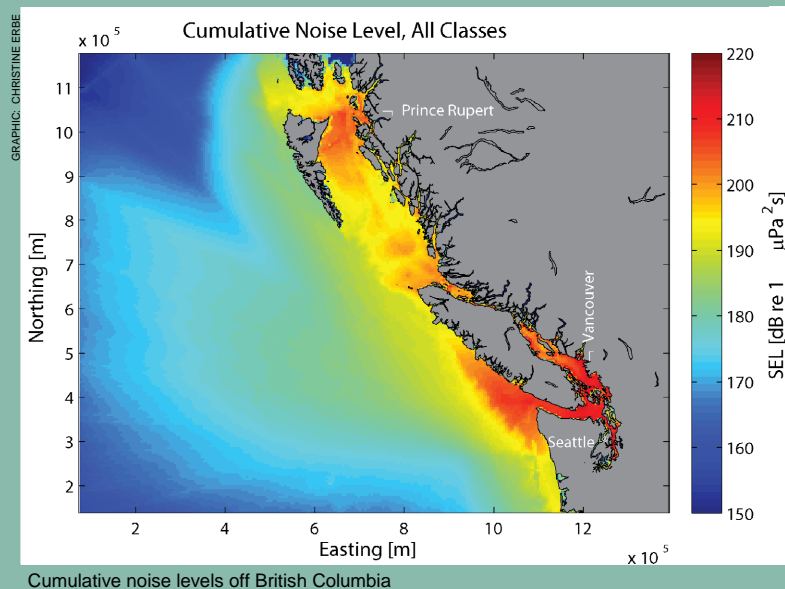 GRAPHIC: CHRISTINE ERBE
Cumulative Noise Level, All Classes
x 10 5
11
10
9
8
7
6
5
4
3
2
Northing [m]
Prince Rupert
Vancouver
Seattle
2
4
6
8
10
12
Easting [m]
x 10 5
220
210
200
190
180
170
160
150
SEL [dB re 1 μPa 2 s]
Cumulative noise levels off British Columbia